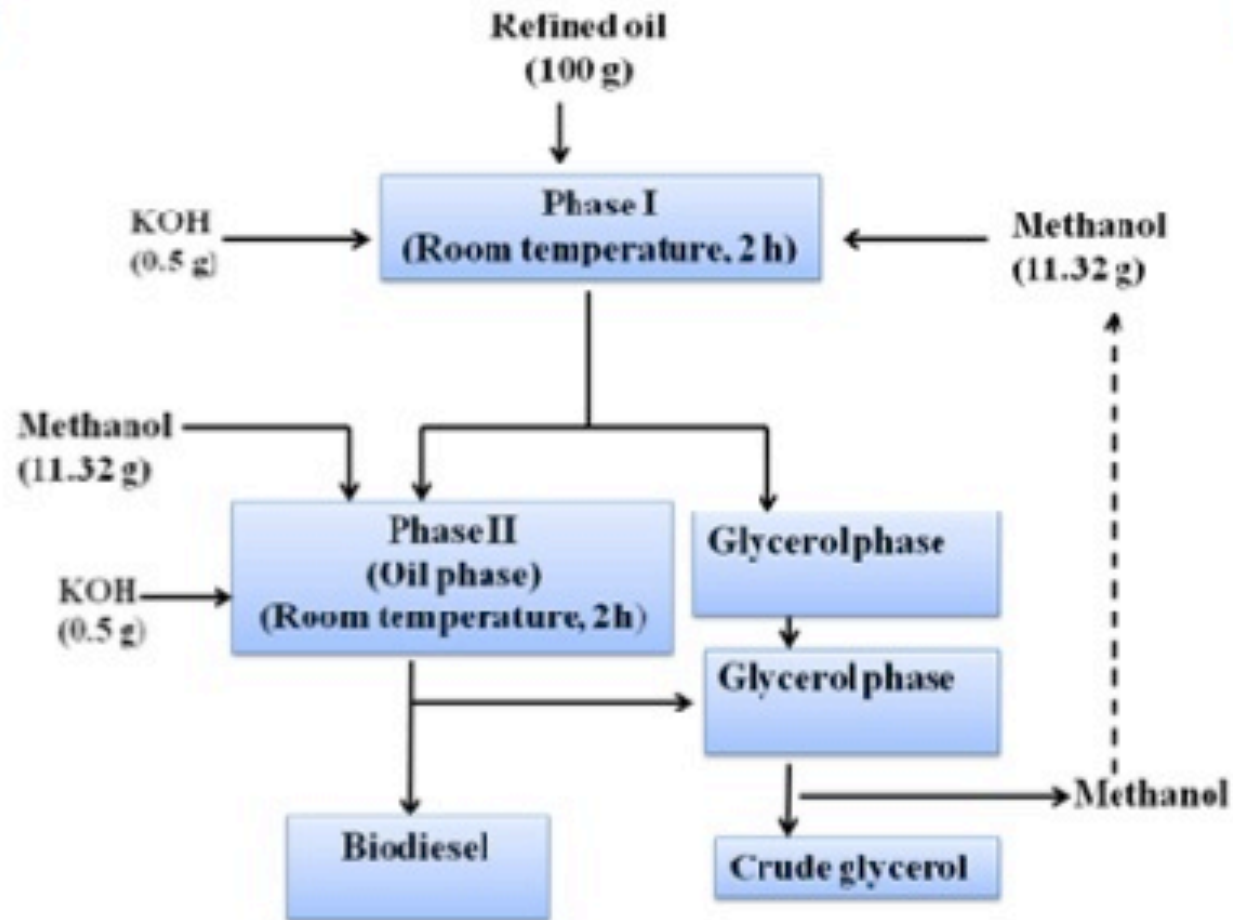 Refined oil
(100 g)
Phase I
(Room temperature, 2 h)
KOH
(0.5 g)
Methanol
(11.32 g)
Methanol
(11.32 g)
Phase II
(Oil phase)
(Room temperature, 2h)
KOH
(0.5 g)
Glycerolphase
Glycerol phase
Methanol
Biodiesel
Crude glycerol